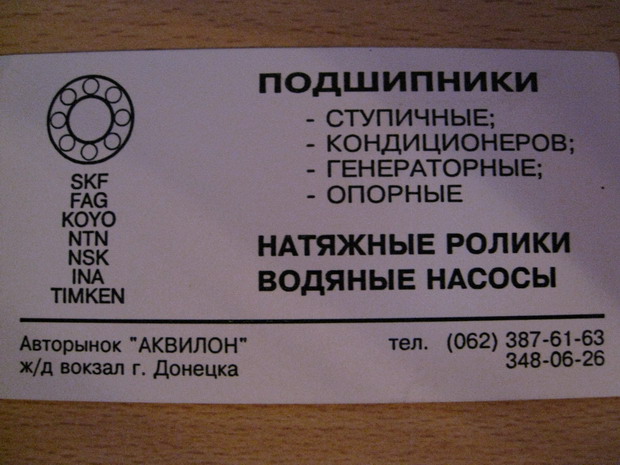 ПОДШИПНИКИ
- СТУПИЧНЫЕ;
- КОНДИЦИОНЕРОВ;
- ГЕНЕРАТОРНЫЕ;
- ОПОРНЫЕ
SKF
FAG
KOYO
NTN
NSK
INA
TIMKEN
НАТЯЖНЫЕ РОЛИКИ
ВОДЯНЫЕ НАСОСЫ
Авторынок "АКВИЛОН"
ж/д вокзал г. Донецка
тел. (062) 387-61-63
348-06-26